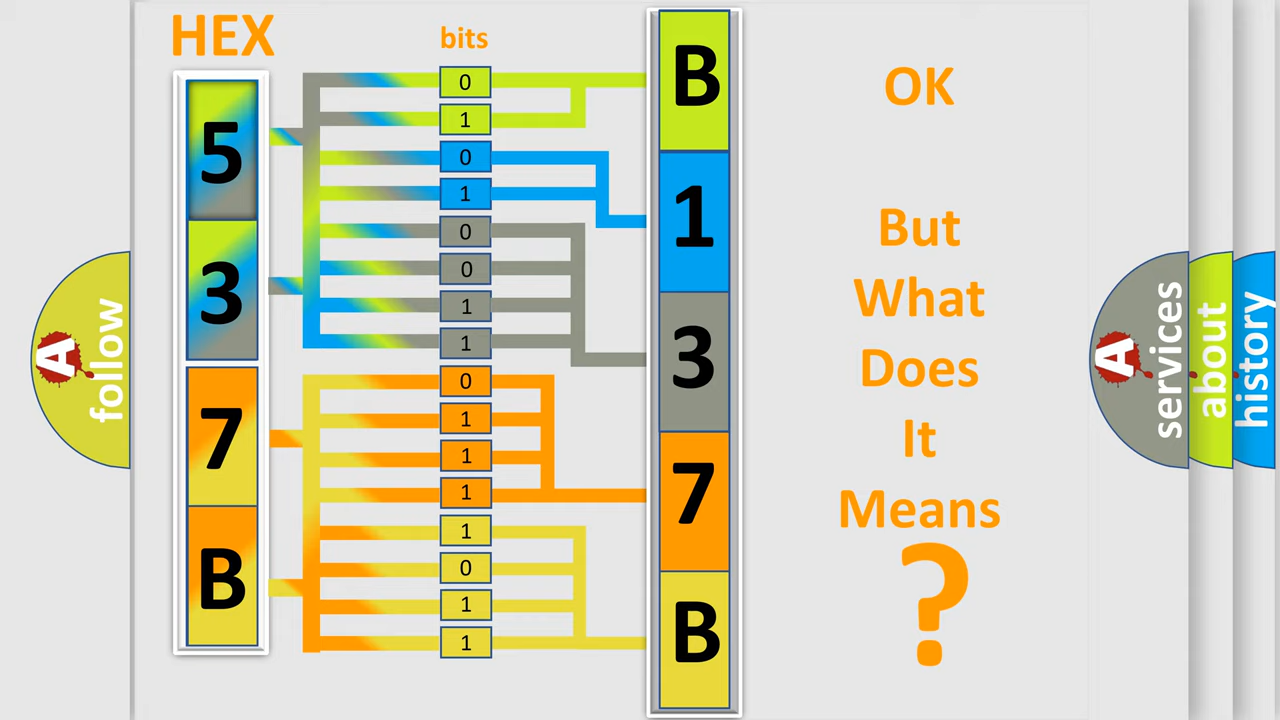 HEX
5
3
7
B
bits
0
1
0
1
0
0
1
1
0
1
1
1
1
0
1
1
B
1
3
7
B
OK
But
What
Does
It
Means
?
A
follow
A
services
about
history